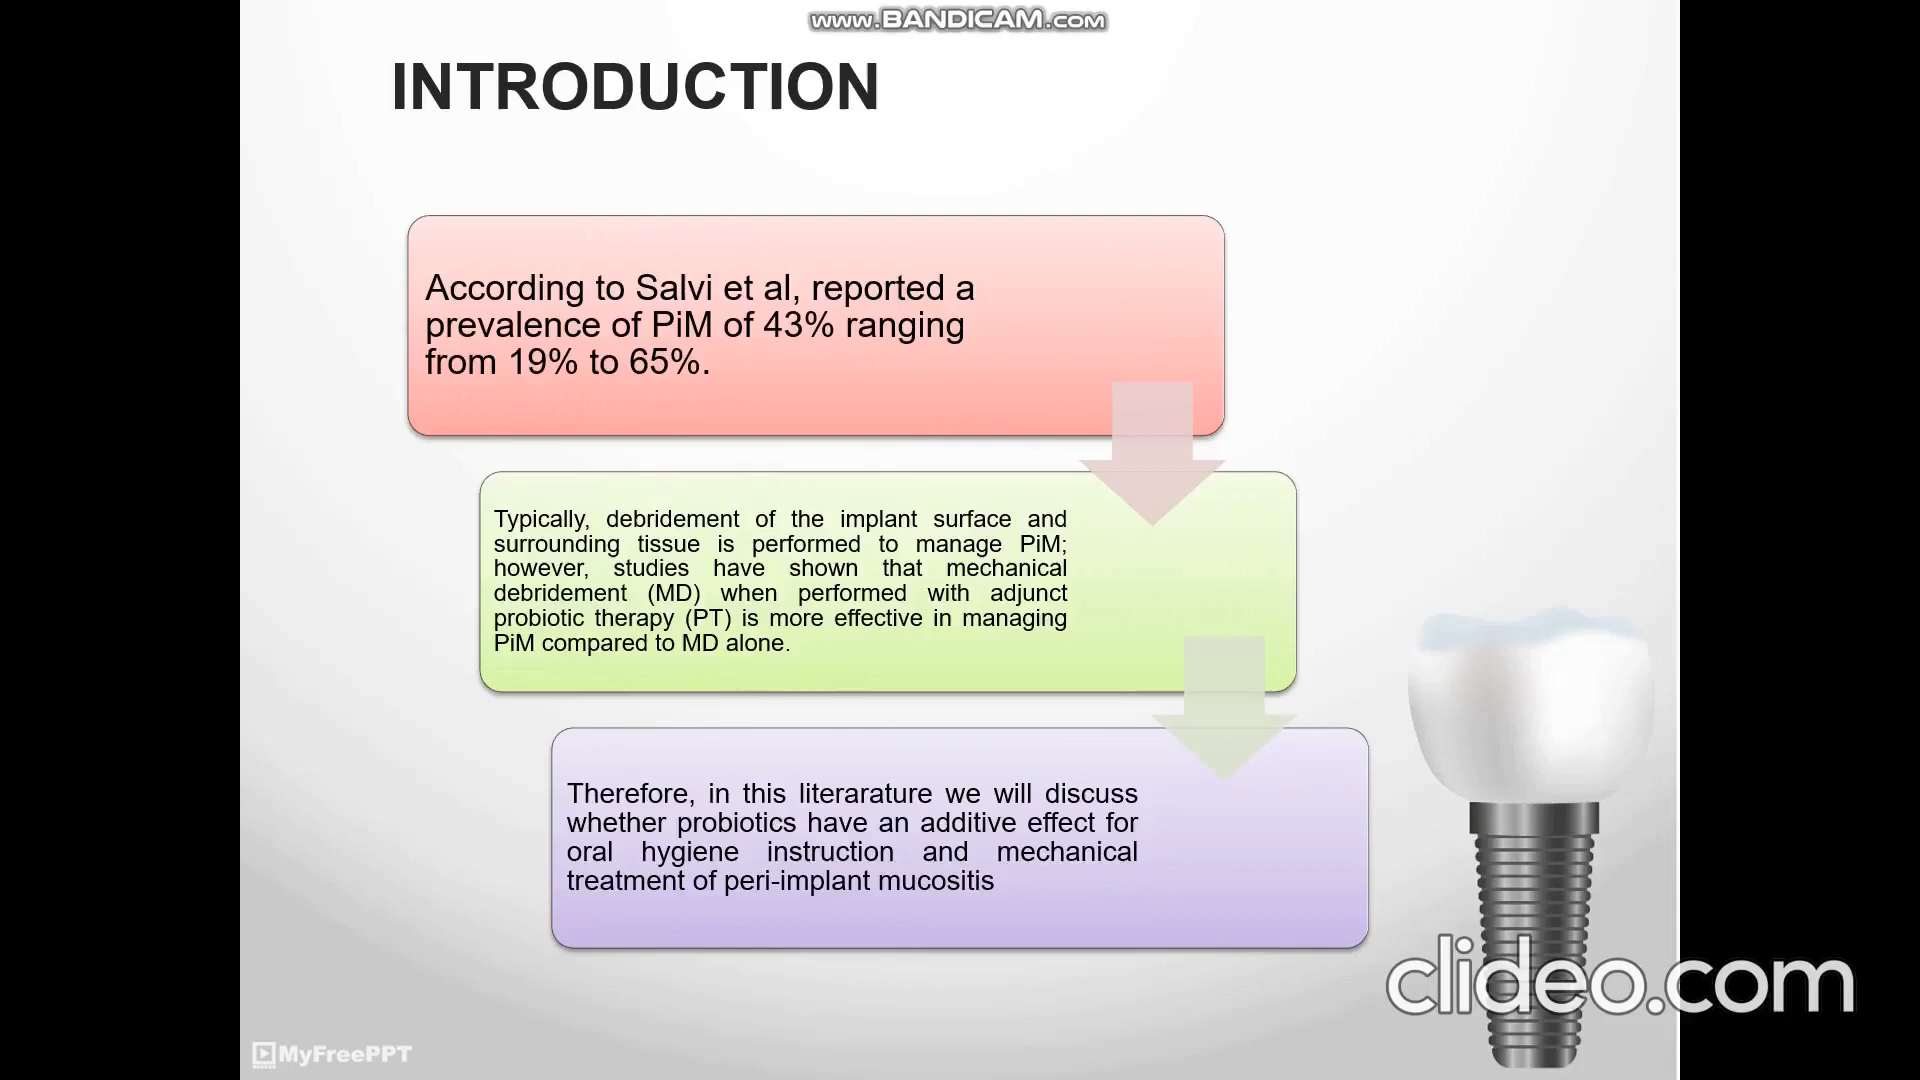 www.BANDICAM.com
INTRODUCTION
According to Salvi et al, reported a
prevalence of PiM of 43% ranging
from 19% to 65%.
Typically, debridement of the implant surface and
surrounding tissue is performed to manage PiM;
however, studies have shown that mechanical
debridement (MD) when performed with adjunct
probiotic therapy (PT) is more effective in managing
PiM compared to MD alone.
Therefore, in this literarature we will discuss
whether probiotics have an additive effect for
oral hygiene instruction and mechanical
treatment of peri-implant mucositis
clideo.com
MyFreePPT